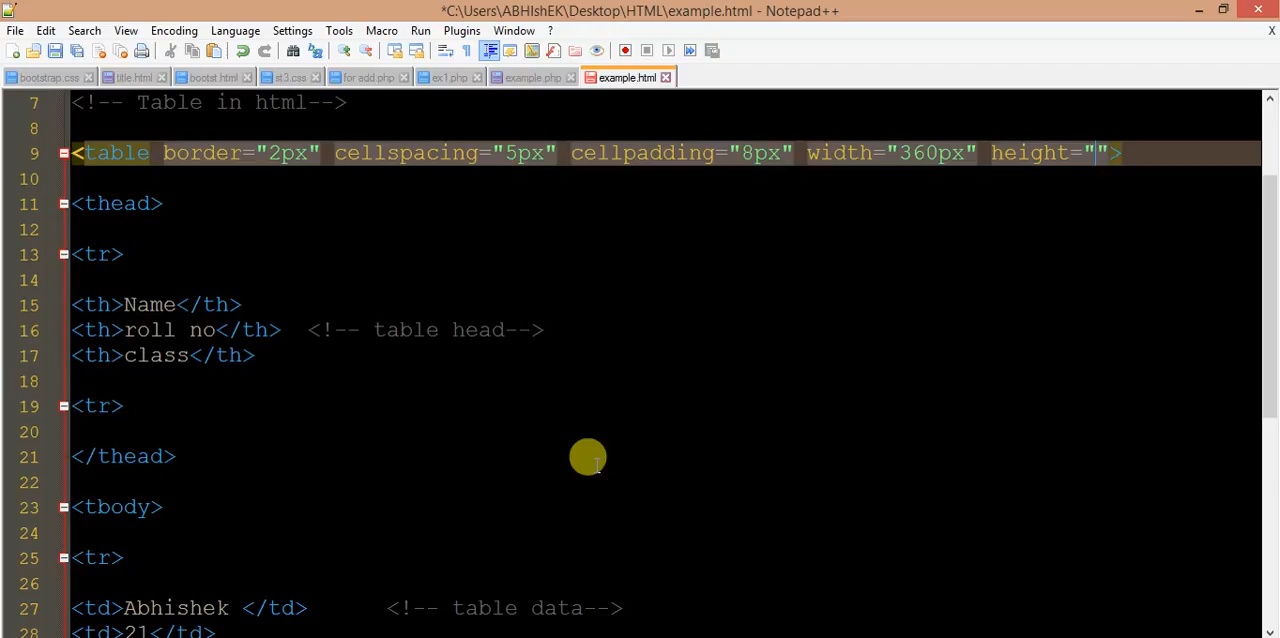 *C:\Users\ABHIshEK\Desktop\HTML\example.html - Notepad++
File Edit Search View Encoding Language Settings Tools Macro Run Plugins Window ? X
bootstrap.css title.html bootst.html st3.css for add.php ex1.php example.php example.html
7 <!-- Table in html-->
8
9 <table border="2px" cellspacing="5px" cellpadding="8px" width="360px" height="">
10
11 <thead>
12
13 <tr>
14
15 <th>Name</th>
16 <th>roll no</th> <!-- table head-->
17 <th>class</th>
18
19 <tr>
20
21 </thead>
22
23 <tbody>
24
25 <tr>
26
27 <td>Abhishek </td> <!-- table data-->
28 <td>21</td>